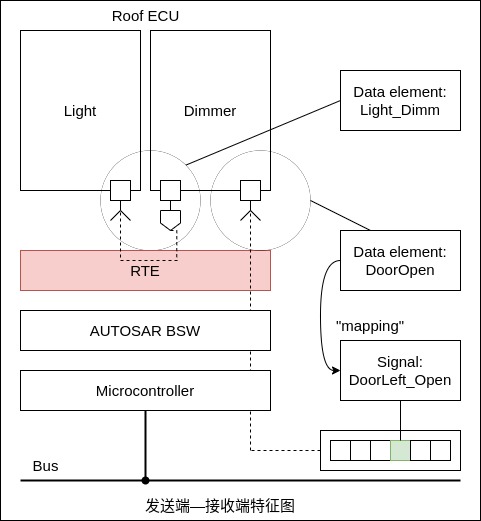 Roof ECU
Light
Dimmer
Data element:
Light_Dimm
Data element:
DoorOpen
RTE
"mapping"
AUTOSAR BSW
Signal:
DoorLeft_Open
Microcontroller
Bus
发送端—接收端特征图